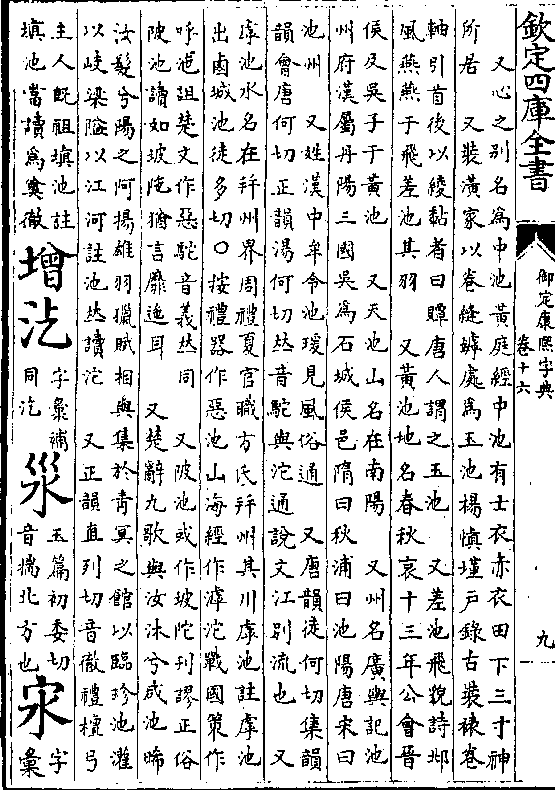 欽定四庫全書
御定康熙字典
卷十六
九
又心之别名為中池黄庭經中池有士衣赤衣田下三寸神
所居　又裝潢家以卷縫罅處為玉池楊慎墐户錄古裝裱卷
軸引首後以綾黏者曰贉唐人謂之玉池　又差池飛貌詩邶
風燕燕于飛差池其羽　又黄池地名春秋哀十三年公會晉
侯及吳子于黄池　又天池山名在南陽　又州名廣輿記池
州府漢屬丹陽三國吳為石城侯邑隋曰秋浦曰池陽唐宋曰
池州　又姓漢中牟令池瑗見風俗通　又唐韻徒何切集韻
韻會唐何切正韻湯何切𠀤音駝與沱通說文江别流也　又
虖池水名在幷州界周禮夏官職方氏幷州其川虖池註虖池
出鹵城池徒多切○按禮器作惡池山海經作滹沱戰國策作
呼沲詛楚文作惡駝音義𠀤同　又陂池或作坡陀刊謬正俗
陂池讀如坡陁猶言靡迤耳　又楚辭九歌與汝沐兮咸池晞
汝髮兮陽之阿揚雄羽獵賦相與集於青冥之館以臨珍池灌
以岐梁隘以江河註池𠀤讀沱　又正韻直列切音徹禮檀弓
主人既祖塡池註
塡池當讀為奠徹
增
字彙補
同汔
玉篇初委切
音揣北方也
字
彙